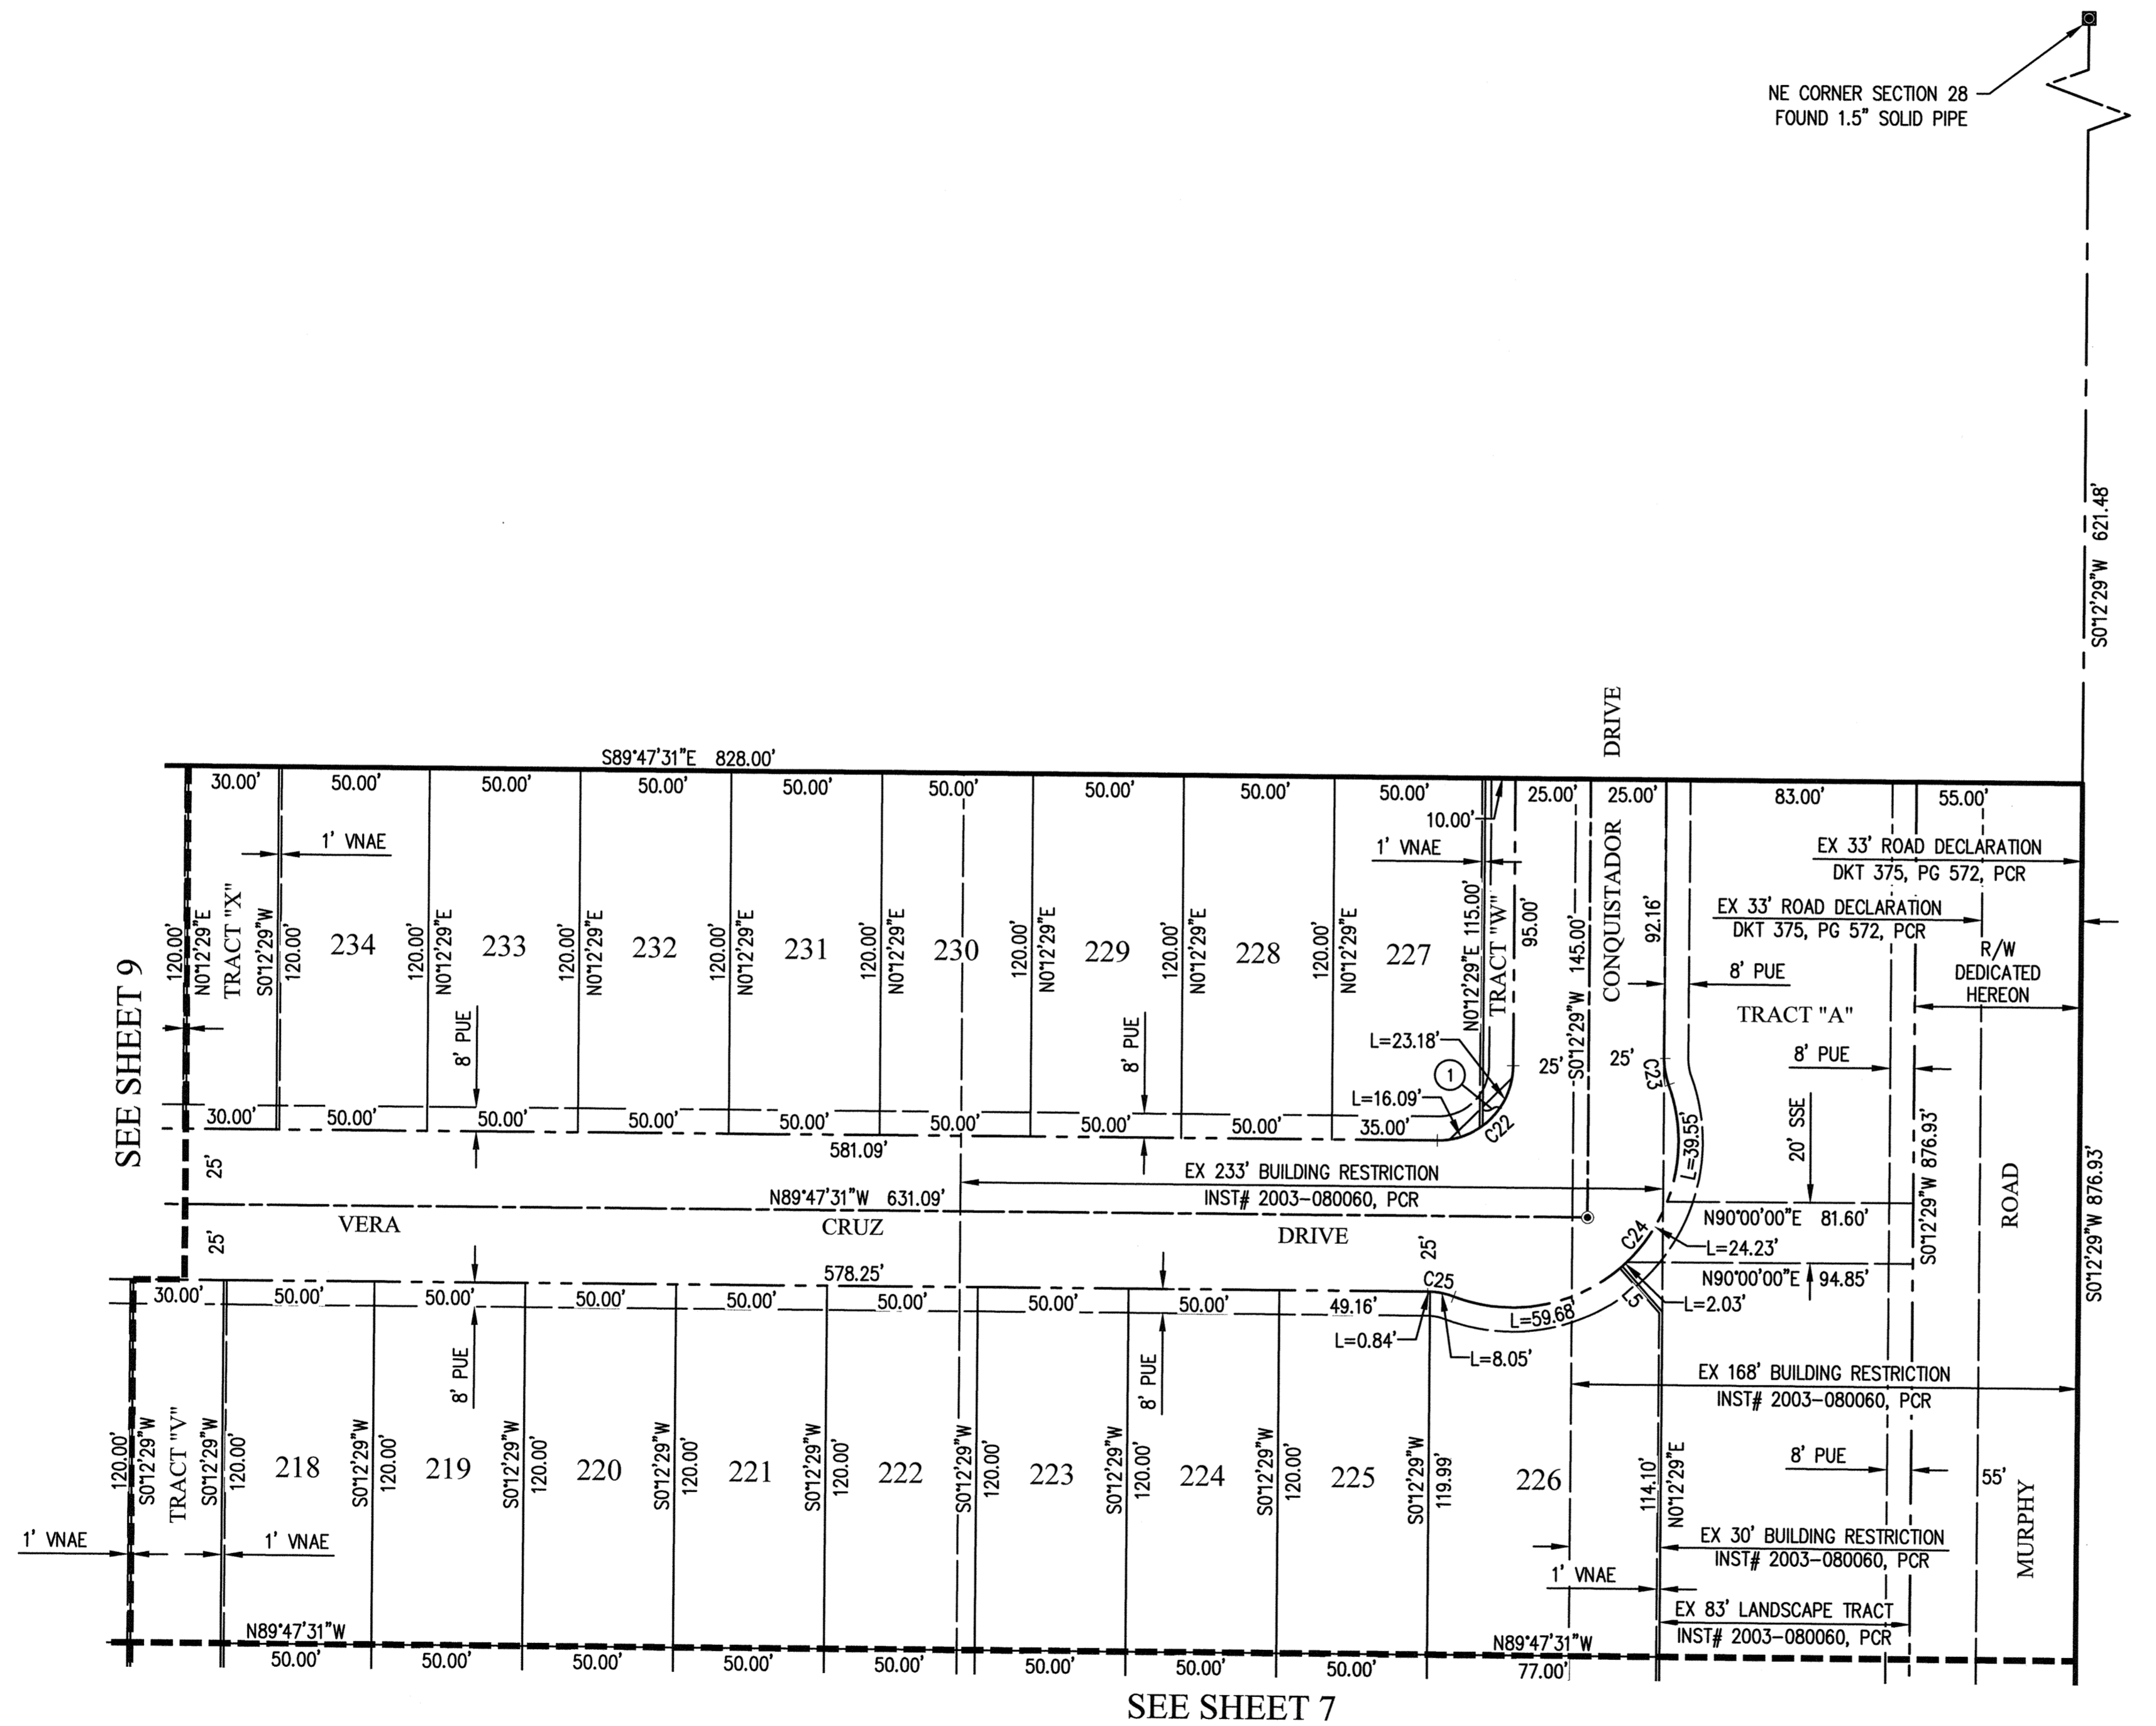 NE CORNER SECTION 28
FOUND 1.5" SOLID PIPE
S0°12'29"W 621.48'
DRIVE
S89°47'31"E 828.00'
30.00'
50.00'
50.00'
50.00'
50.00'
50.00'
50.00'
50.00'
50.00'
10.00'
25.00'
25.00'
83.00'
55.00'
1' VNAE
1' VNAE
EX 33' ROAD DECLARATION
DKT 375, PG 572, PCR
EX 33' ROAD DECLARATION
DKT 375, PG 572, PCR
R/W
DEDICATED
HEREON
SEE SHEET 9
120.00'
N0°12'29"E
TRACT "X"
S0°12'29"W
120.00'
234
120.00'
N0°12'29"E
233
120.00'
N0°12'29"E
232
120.00'
N0°12'29"E
231
120.00'
N0°12'29"E
230
120.00'
N0°12'29"E
229
120.00'
N0°12'29"E
228
120.00'
N0°12'29"E
227
N0°12'29"E 115.00'
TRACT "W"
95.00'
S0°12'29"W 145.00'
CONQUISTADOR
92.16'
8' PUE
TRACT "A"
8' PUE
8' PUE
8' PUE
L=23.18'
1
L=16.09'
C22
25'
25'
C23
L=39.55'
20' SSE
S0°12'29"W 876.93'
ROAD
S0°12'29"W 876.93'
30.00'
50.00'
50.00'
50.00'
50.00'
50.00'
50.00'
50.00'
35.00'
581.09'
25'
EX 233' BUILDING RESTRICTION
INST# 2003-080060, PCR
N89°47'31"W 631.09'
VERA
CRUZ
DRIVE
25'
25'
N90°00'00"E 81.60'
C24
L=24.23'
N90°00'00"E 94.85'
L5
L=2.03'
578.25'
C25
30.00'
50.00'
50.00'
50.00'
50.00'
50.00'
50.00'
50.00'
49.16'
L=59.68'
L=0.84'
L=8.05'
8' PUE
8' PUE
EX 168' BUILDING RESTRICTION
INST# 2003-080060, PCR
120.00'
S0°12'29"W
TRACT "V"
S0°12'29"W
120.00'
218
S0°12'29"W
120.00'
219
S0°12'29"W
120.00'
220
S0°12'29"W
120.00'
221
S0°12'29"W
120.00'
222
S0°12'29"W
120.00'
223
S0°12'29"W
120.00'
224
S0°12'29"W
120.00'
225
S0°12'29"W
119.99'
226
114.10'
N0°12'29"E
8' PUE
55'
MURPHY
1' VNAE
1' VNAE
EX 30' BUILDING RESTRICTION
INST# 2003-080060, PCR
1' VNAE
EX 83' LANDSCAPE TRACT
INST# 2003-080060, PCR
N89°47'31"W
N89°47'31"W
50.00'
50.00'
50.00'
50.00'
50.00'
50.00'
50.00'
50.00'
77.00'
SEE SHEET 7